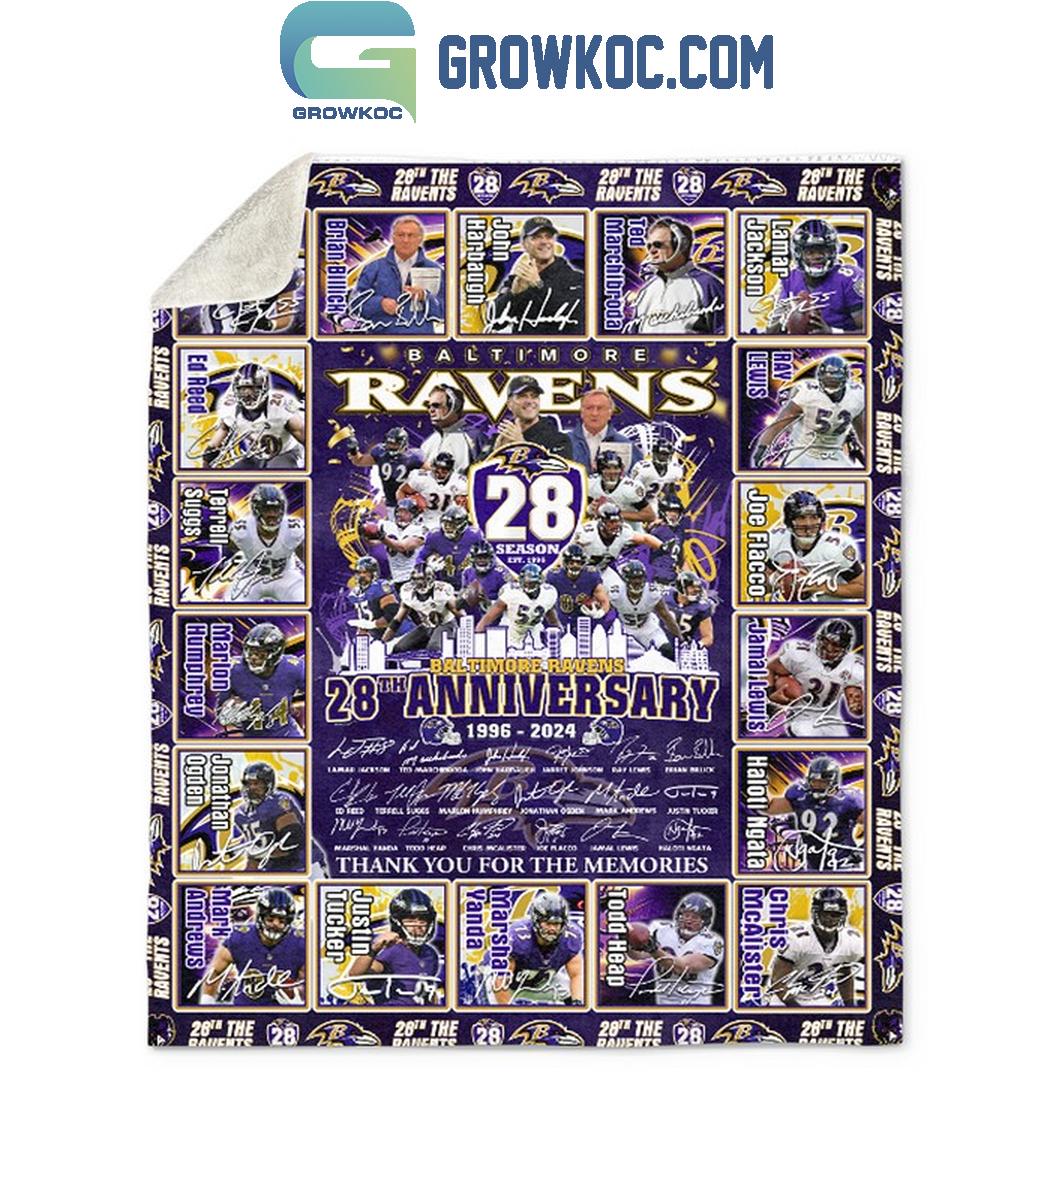 GROWKOC
GROWKOC.COM
28TH THE RAVENTS
28
28TH THE RAVENTS
28
28TH THE RAVENTS
Brian Billick
John Harbaugh
Ted Marchibroda
Lamar Jackson
Ed Reed
RAY LEWIS
Terrell Suggs
Joe Flacco
Marlon Humphrey
Jamal Lewis
Jonathan Ogden
Haloti Ngata
Mark Andrews
Justin Tucker
Marshal Yanda
Todd Heap
Chris McAlister
BALTIMORE
RAVENS
28
SEASON
EST. 1996
BALTIMORE RAVENS
28TH ANNIVERSARY
1996 - 2024
LAMAR JACKSON TED MARCHIBRODA JOHN HARBAUGH JARRET JOHNSON RAY LEWIS BRIAN BILLICK
ED REED TERRELL SUGGS MARLON HUMPHREY JONATHAN OGDEN MARK ANDREWS JUSTIN TUCKER
MARSHAL YANDA TODD HEAP CHRIS MCALISTER JOE FLACCO JAMAL LEWIS HALOTI NGATA
THANK YOU FOR THE MEMORIES
28TH THE RAVENTS
28
28TH THE RAVENTS
28
28TH THE RAVENTS
28
28TH THE RAVENTS